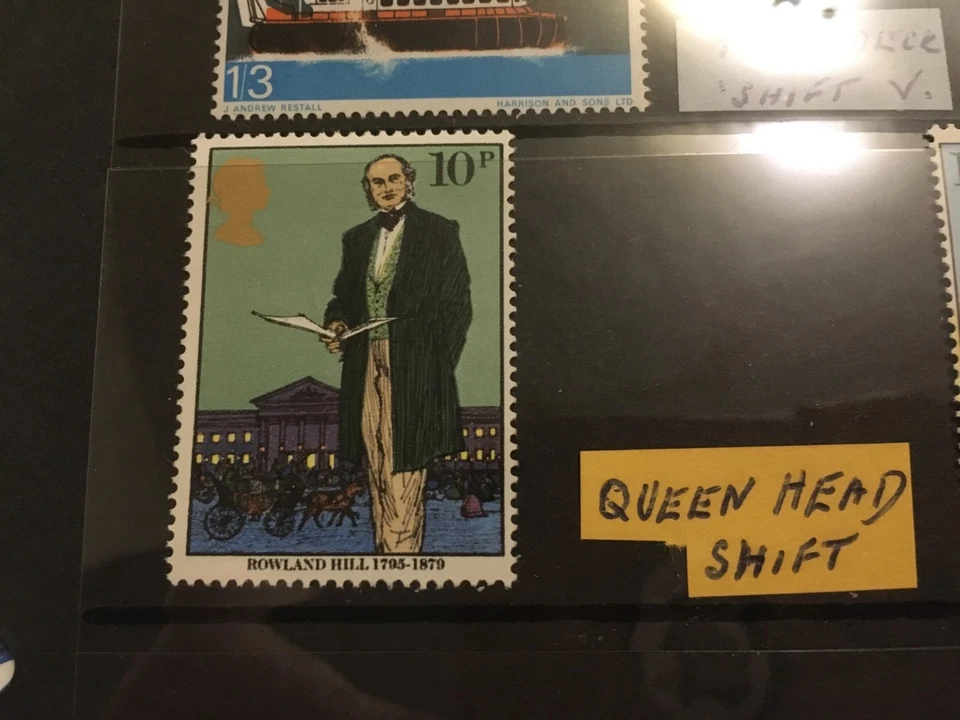 1/3
J ANDREW RESTALL HARRISON AND SONS LTD
SHIFT V.
10P
ROWLAND HILL 1795-1879
QUEEN HEAD
SHIFT